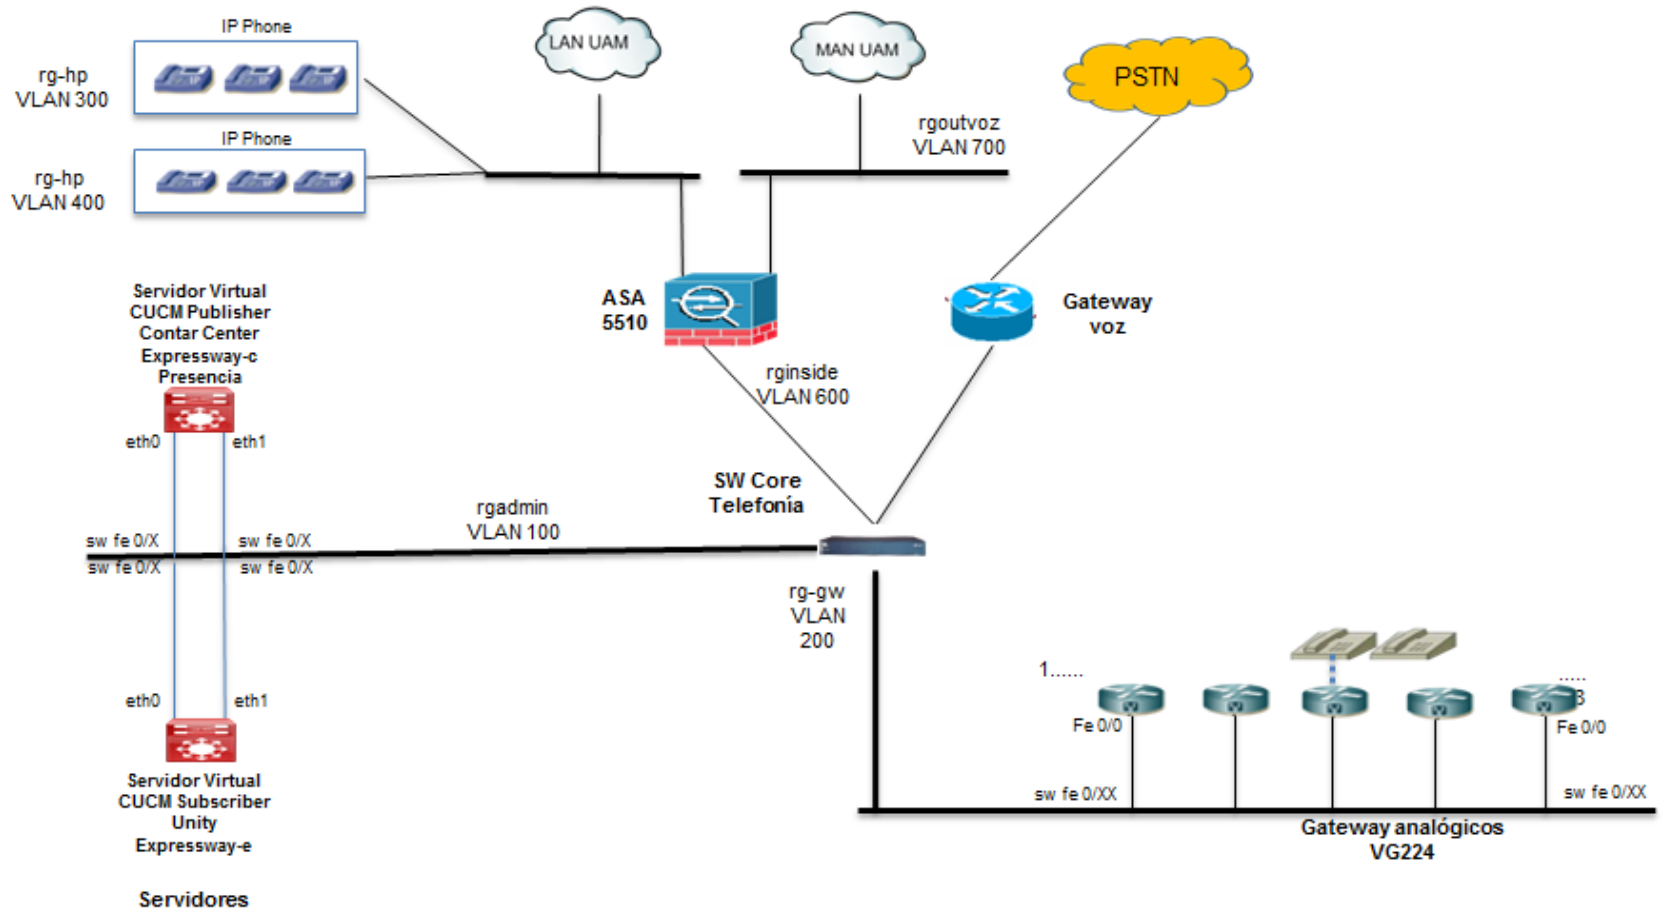 IP Phone
rg-hp
VLAN 300
IP Phone
rg-hp
VLAN 400
LAN UAM
MAN UAM
PSTN
rgoutvoz
VLAN 700
ASA
5510
Gateway
voz
rginside
VLAN 600
Servidor Virtual
CUCM Publisher
Contar Center
Expressway-c
Presencia
eth0
eth1
SW Core
Telefonía
rgadmin
VLAN 100
sw fe 0/X
sw fe 0/X
sw fe 0/X
sw fe 0/X
rg-gw
VLAN
200
eth0
eth1
Servidor Virtual
CUCM Subscriber
Unity
Expressway-e
Servidores
1......
.....
3
Fe 0/0
Fe 0/0
sw fe 0/XX
sw fe 0/XX
Gateway analógicos
VG224